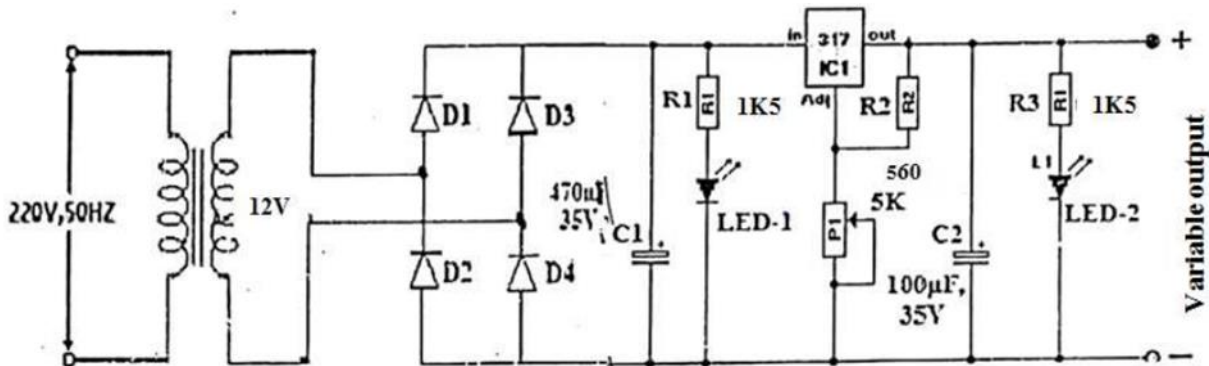 220V,50HZ
12V
D1
D3
D2
D4
470µF
35V
C1
R1
R1
1K5
LED-1
in
317
out
IC1
Adj
R2
R2
560
5K
P1
C2
100µF,
35V
R3
R1
1K5
L1
LED-2
+
−
Variable output